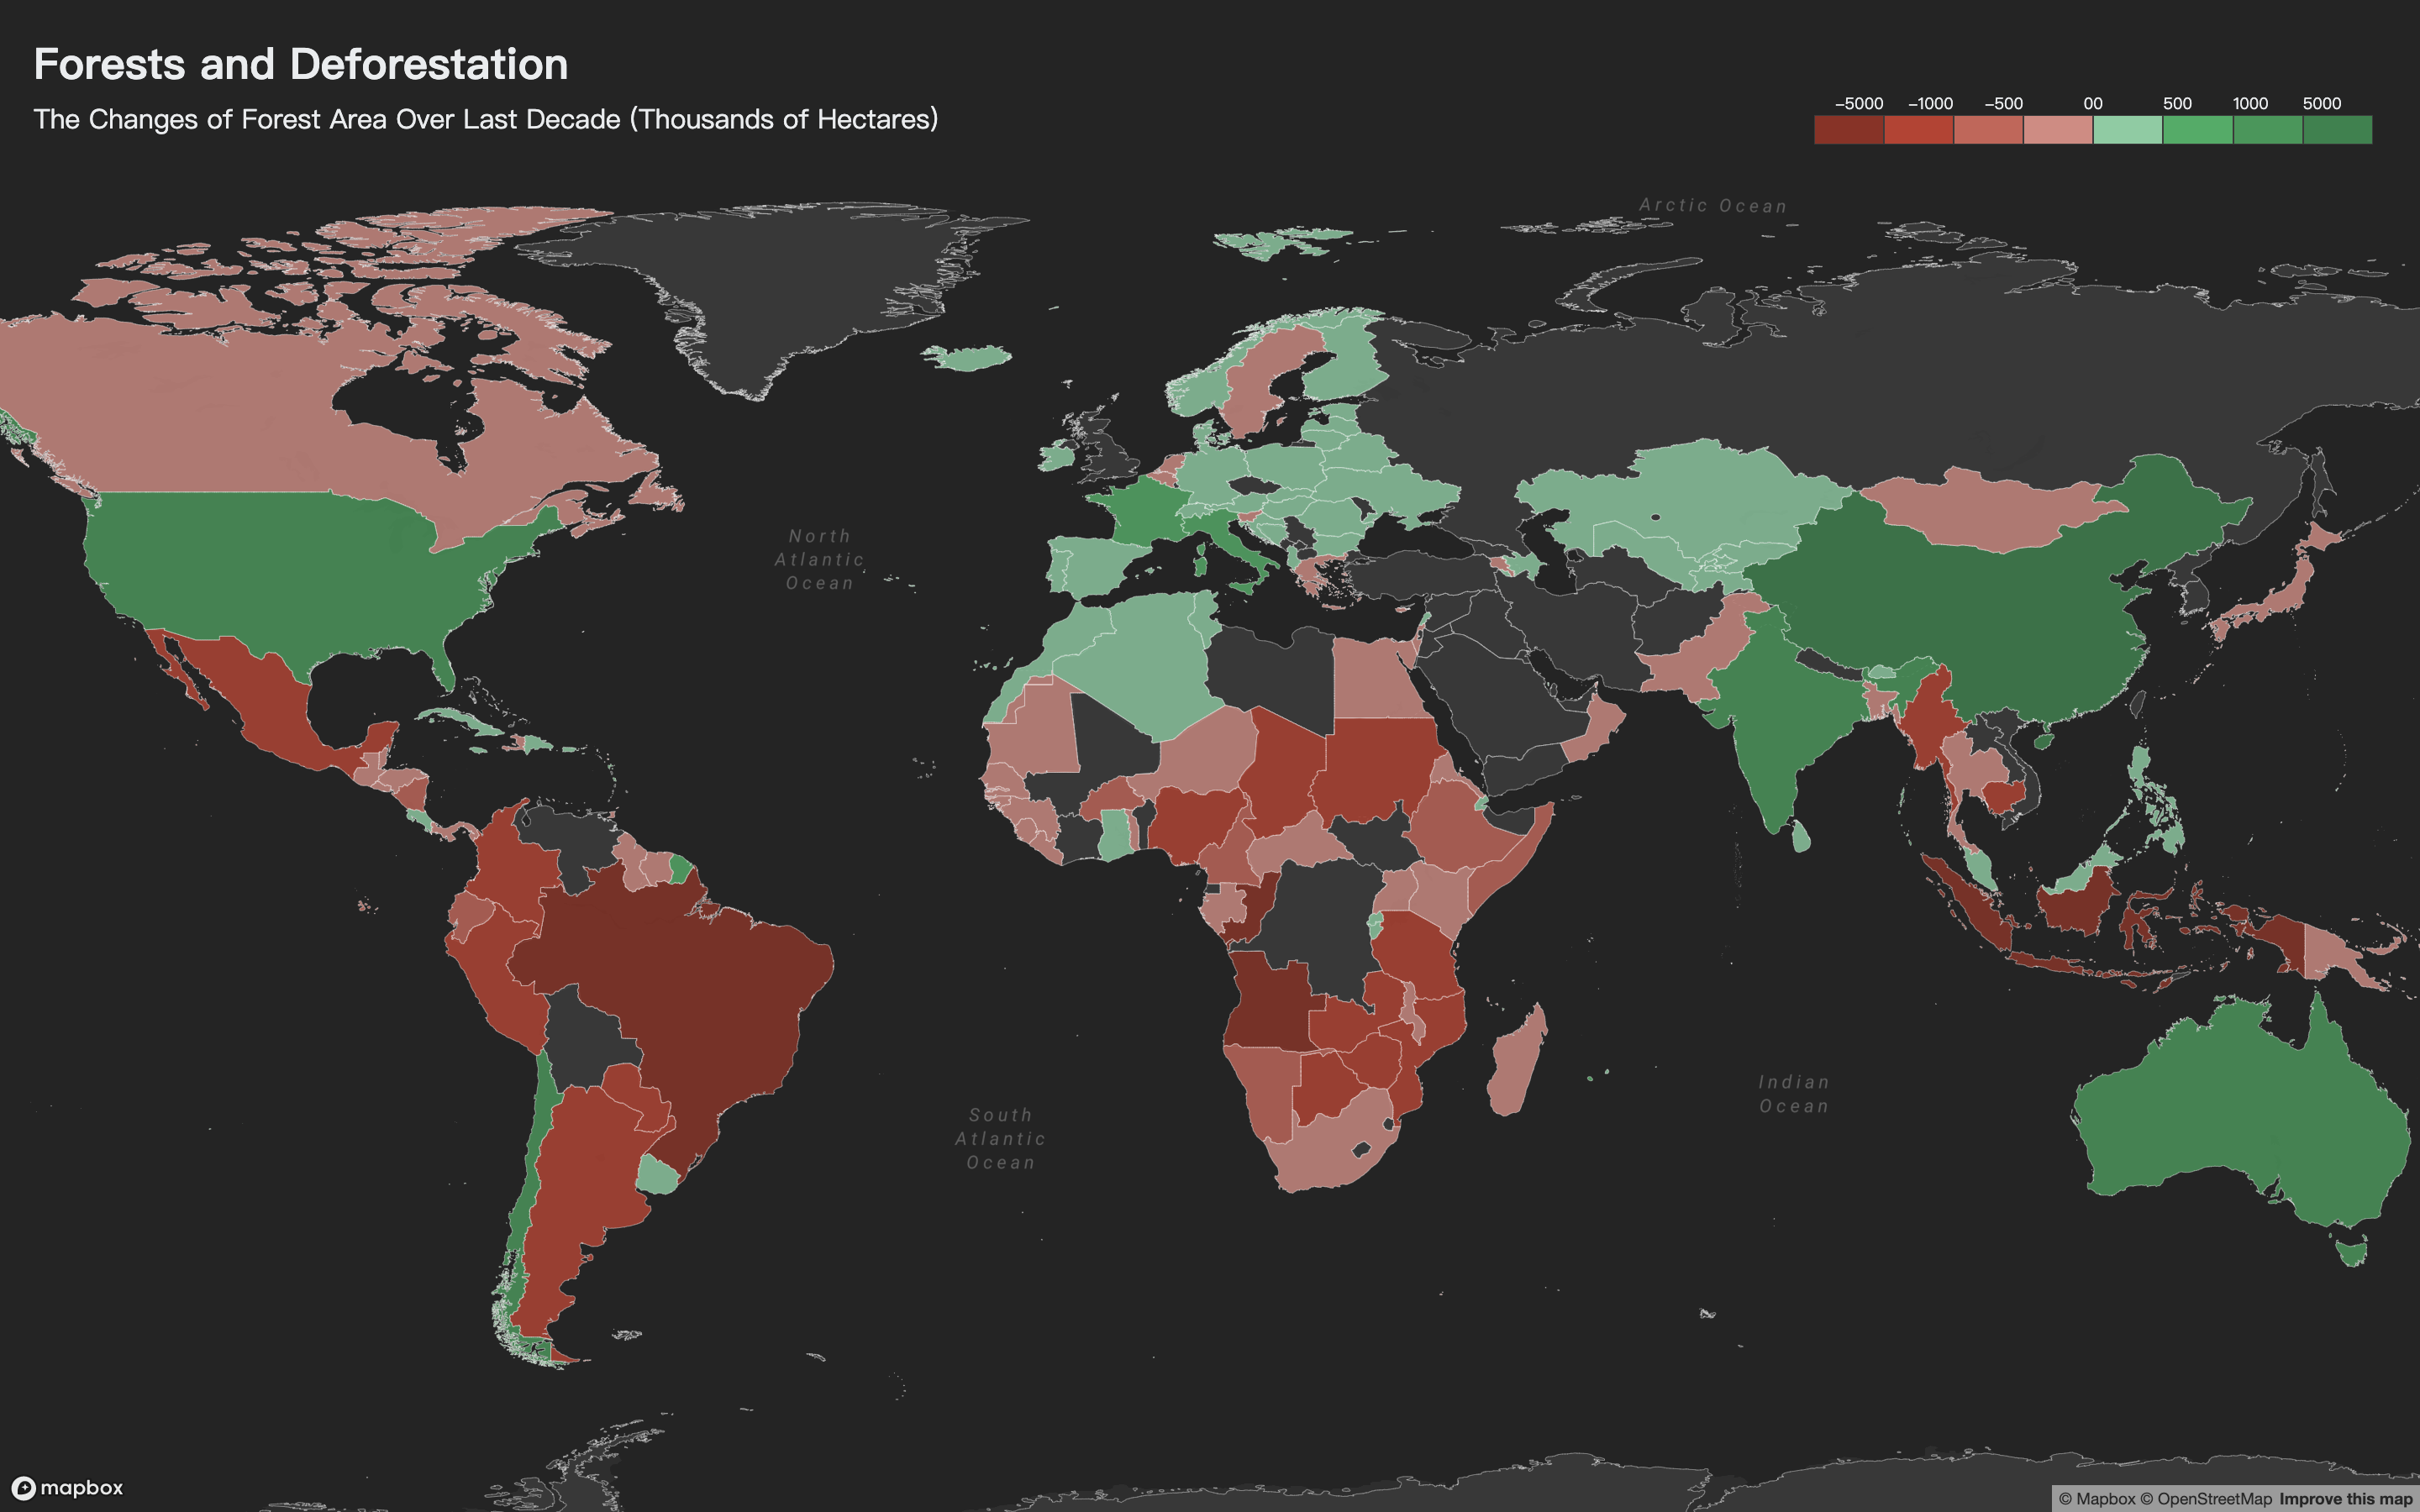 Forests and Deforestation
The Changes of Forest Area Over Last Decade (Thousands of Hectares)
−5000 −1000 −500 00 500 1000 5000
Arctic Ocean
North
Atlantic
Ocean
Indian
Ocean
South
Atlantic
Ocean
mapbox
© Mapbox © OpenStreetMap Improve this map